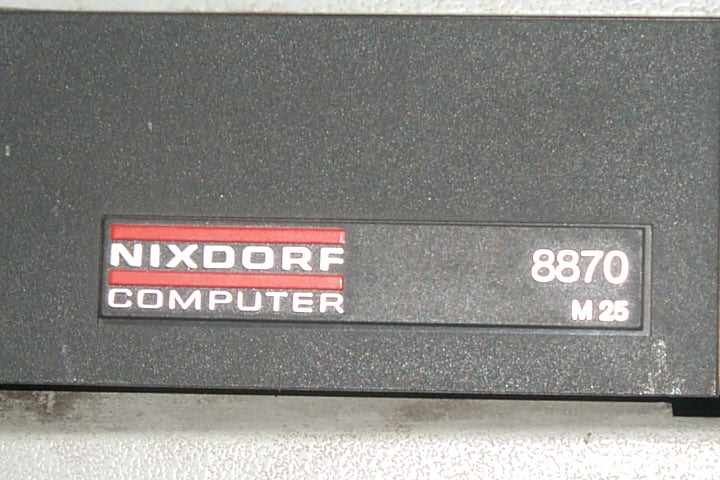 NIXDORF
COMPUTER
8870
M 25